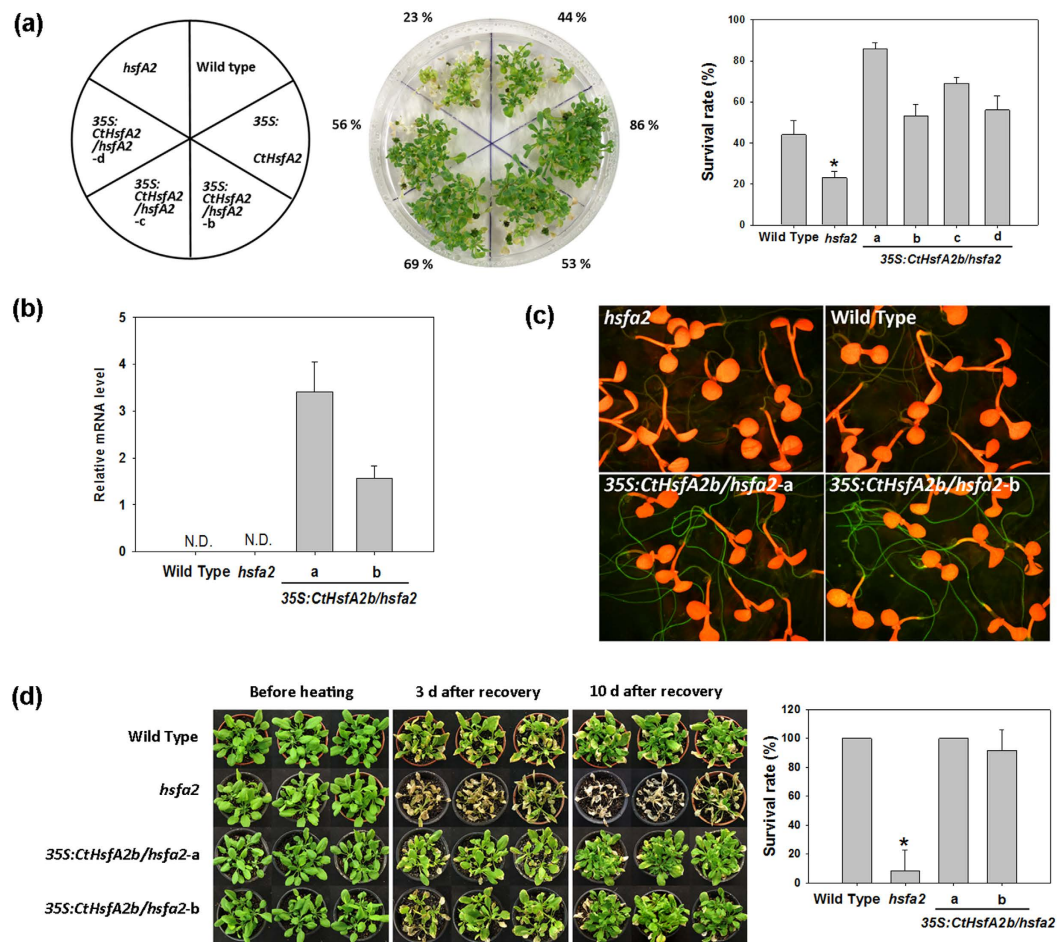 (a)
hsfA2
Wild type
35S:
CtHsfA2
/hsfA2
-d
35S:
CtHsfA2
35S:
CtHsfA2
/hsfA2
-c
35S:
CtHsfA2
/hsfA2
-b
23 %
44 %
56 %
86 %
69 %
53 %
Survival rate (%)
100
80
60
40
20
0
*
Wild Type
hsfa2
a
b
c
d
35S:CtHsfA2b/hsfa2
(b)
Relative mRNA level
5
4
3
2
1
0
N.D.
N.D.
Wild Type
hsfa2
a
b
35S:CtHsfA2b/hsfa2
(c)
hsfa2
Wild Type
35S:CtHsfA2b/hsfa2-a
35S:CtHsfA2b/hsfa2-b
(d)
Before heating
3 d after recovery
10 d after recovery
Wild Type
hsfa2
35S:CtHsfA2b/hsfa2-a
35S:CtHsfA2b/hsfa2-b
Survival rate (%)
120
100
80
60
40
20
0
*
Wild Type
hsfa2
a
b
35S:CtHsfA2b/hsfa2